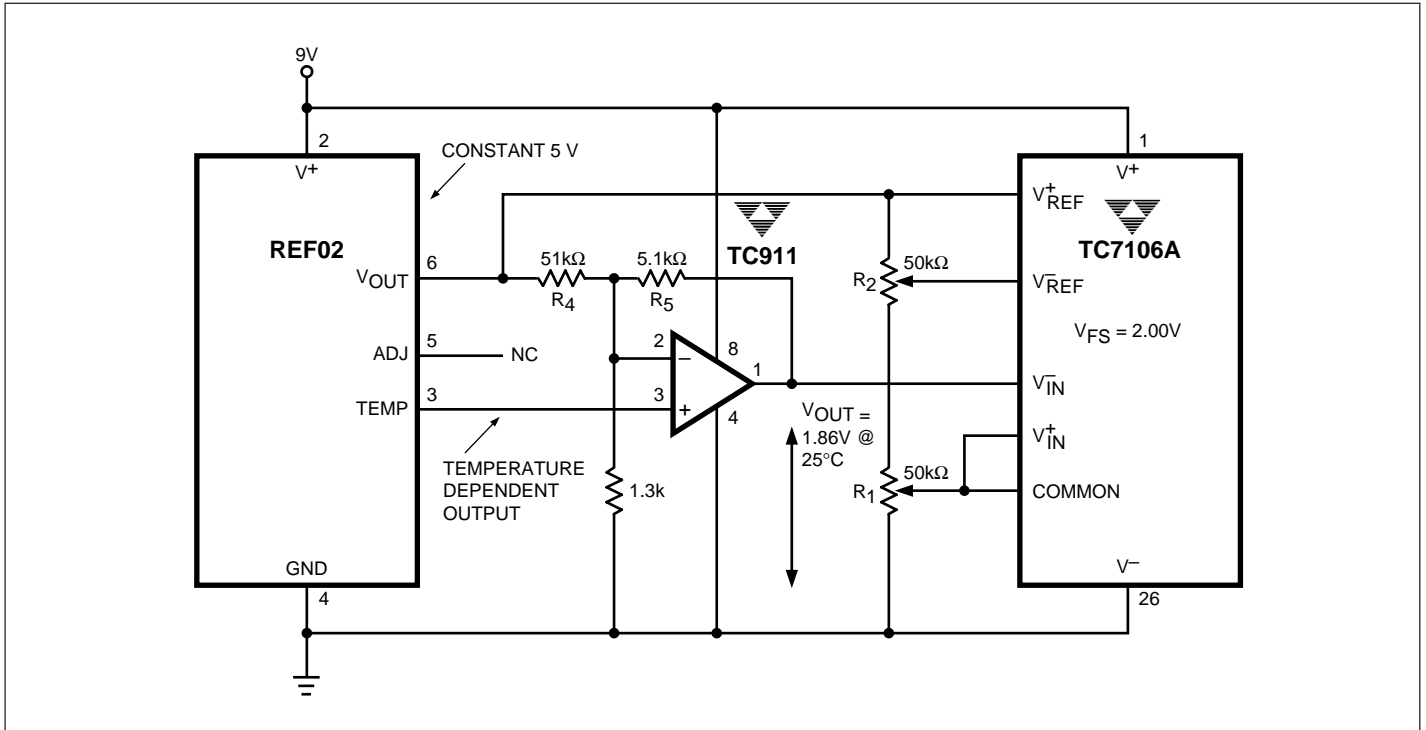 9V
2
V+
CONSTANT 5 V
REF02
6
VOUT
51kΩ
R4
5.1kΩ
R5
TC911
5
ADJ
NC
3
TEMP
TEMPERATURE
DEPENDENT
OUTPUT
2
–
3
+
8
1
4
1.3k
VOUT =
1.86V @
25°C
R2
50kΩ
R1
50kΩ
1
V+
V+REF
TC7106A
V–REF
VFS = 2.00V
V–IN
V+IN
COMMON
V–
26
GND
4